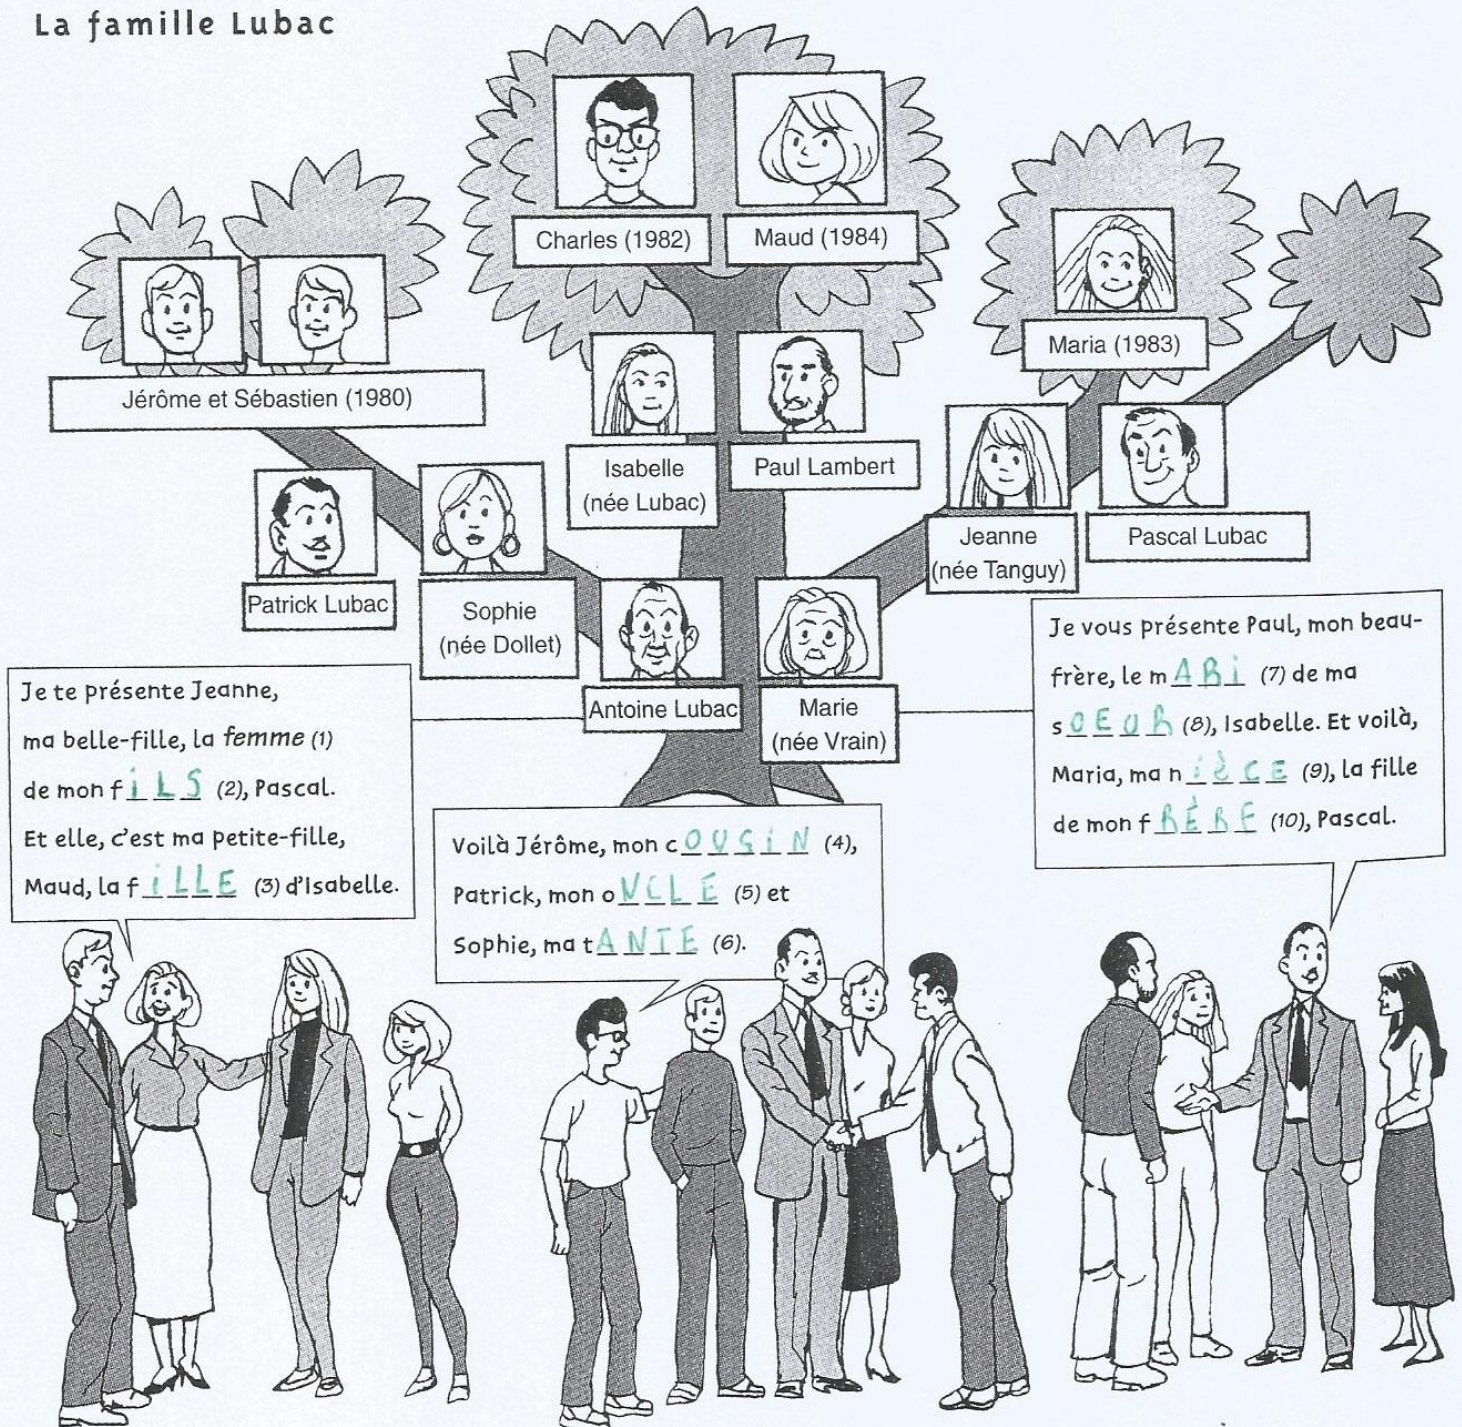 La famille Lubac
Charles (1982)
Maud (1984)
Maria (1983)
Jérôme et Sébastien (1980)
Isabelle
(née Lubac)
Paul Lambert
Jeanne
(née Tanguy)
Pascal Lubac
Patrick Lubac
Sophie
(née Dollet)
Antoine Lubac
Marie
(née Vrain)
Je te présente Jeanne,
ma belle-fille, la femme (1)
de mon fiLS (2), Pascal.
Et elle, c'est ma petite-fille,
Maud, la fiLLE (3) d'Isabelle.
Voilà Jérôme, mon cOUSiN (4),
Patrick, mon oNCLE (5) et
Sophie, ma tANTE (6).
Je vous présente Paul, mon beau-
frère, le mARi (7) de ma
sOEUR (8), Isabelle. Et voilà,
Maria, ma nièCE (9), la fille
de mon fRÈRE (10), Pascal.